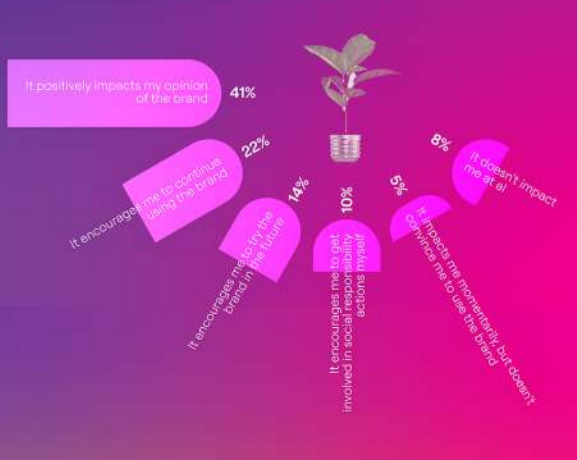 It positively impacts my opinion
of the brand
41%
It encourages me to continue
using the brand
22%
It encourages me to try the
brand in the future
14%
It encourages me to get
involved in social responsibility
actions myself
10%
It impacts me momentarily, but doesn't
convince me to use the brand
5%
It doesn't impact
me at al
8%